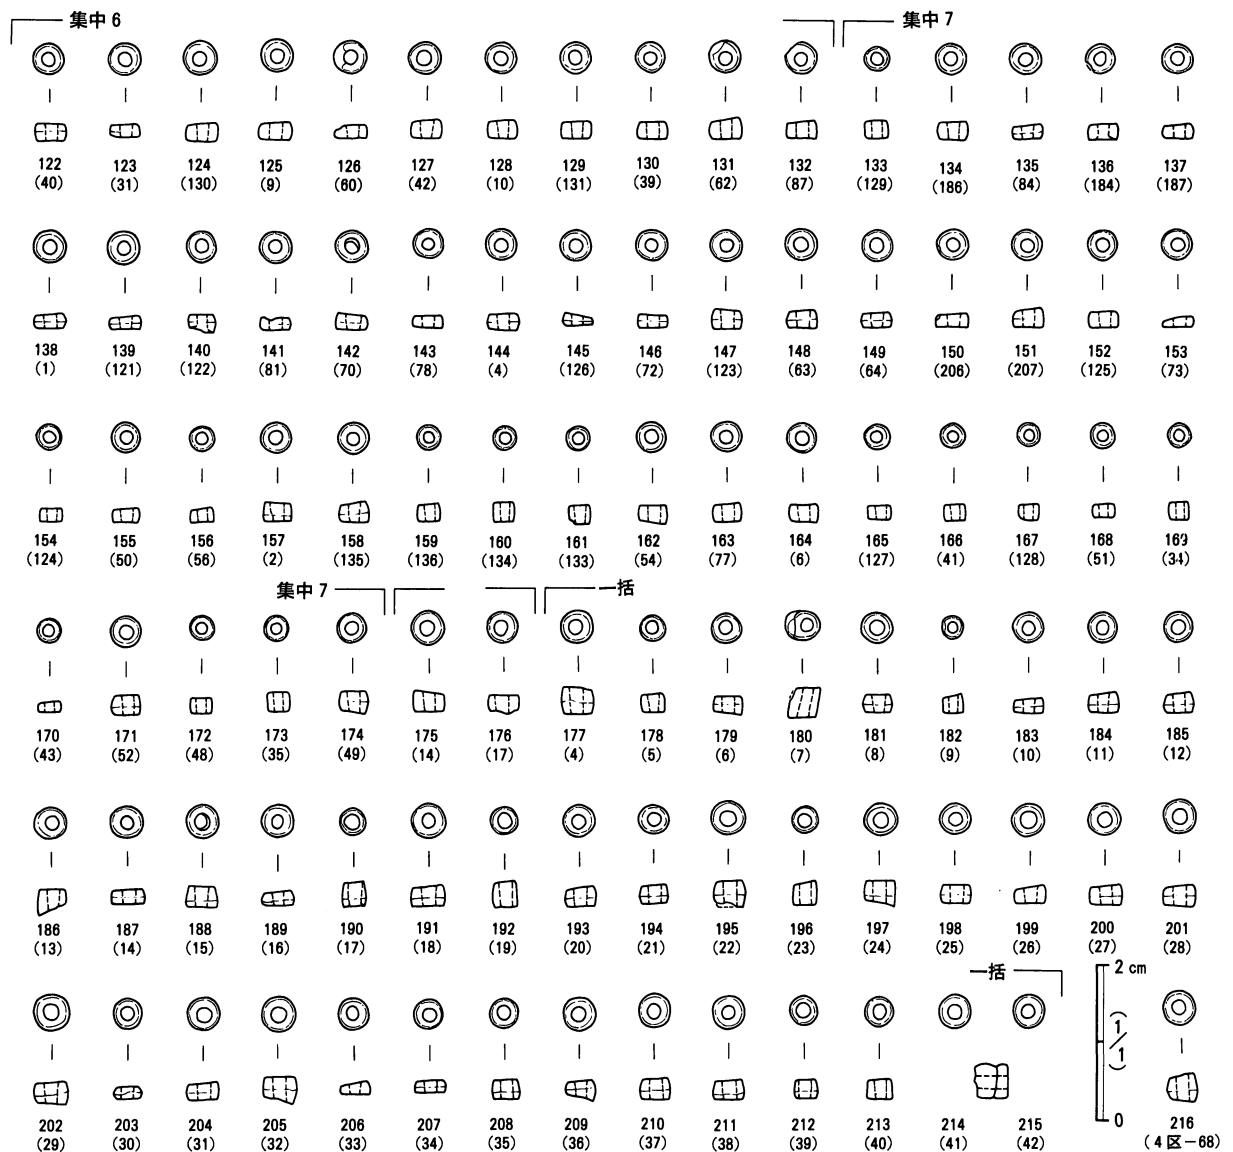 集中6 集中7
122 123 124 125 126 127 128 129 130 131 132 133 134 135 136 137
(40) (31) (130) (9) (60) (42) (10) (131) (39) (62) (87) (129) (186) (84) (184) (187)
138 139 140 141 142 143 144 145 146 147 148 149 150 151 152 153
(1) (121) (122) (81) (70) (78) (4) (126) (72) (123) (63) (64) (206) (207) (125) (73)
154 155 156 157 158 159 160 161 162 163 164 165 166 167 168 169
(124) (50) (56) (2) (135) (136) (134) (133) (54) (77) (6) (127) (41) (128) (51) (34)
集中7 一括
170 171 172 173 174 175 176 177 178 179 180 181 182 183 184 185
(43) (52) (48) (35) (49) (14) (17) (4) (5) (6) (7) (8) (9) (10) (11) (12)
186 187 188 189 190 191 192 193 194 195 196 197 198 199 200 201
(13) (14) (15) (16) (17) (18) (19) (20) (21) (22) (23) (24) (25) (26) (27) (28)
一括 2 cm
(1/1)
0
202 203 204 205 206 207 208 209 210 211 212 213 214 215 216
(29) (30) (31) (32) (33) (34) (35) (36) (37) (38) (39) (40) (41) (42) (4区-68)